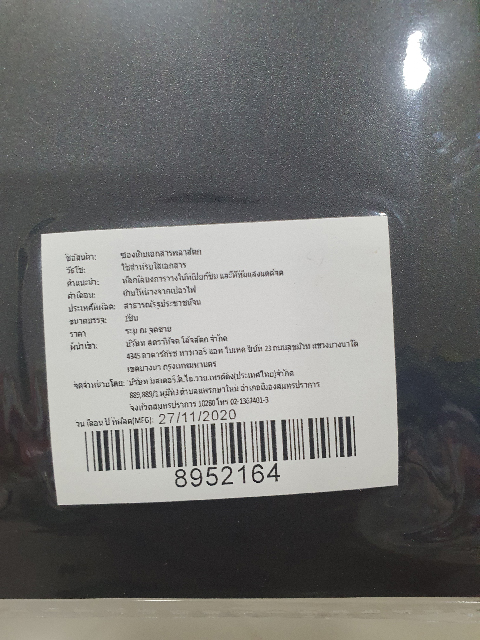 ชื่อสินค้า: ซองเก็บเอกสารพลาสติก
วิธีใช้: ใช้สำหรับใส่เอกสาร
คำแนะนำ: หลีกเลี่ยงการวางในที่เปียกชื้น และที่ที่มีแสงแดดจัด
คำเตือน: เก็บให้ห่างจากเปลวไฟ
ประเทศที่ผลิต: สาธารณรัฐประชาชนจีน
ขนาดบรรจุ: 1ชิ้น
ราคา ระบุ ณ จุดขาย
ผู้นำเข้า: บริษัท ลิตรามิจิต โลจิสติก จำกัด
4345 อาคารภิรัช ทาวเวอร์ แอท ไบเทค ชั้นที่ 23 ถนนสุขุมวิท แขวงบางนาใต้
เขตบางนา กรุงเทพมหานคร
จัดจำหน่ายโดย: บริษัท มิสเตอร์.ดี.ไอ.วาย.เทรดดิ้ง(ประเทศไทย)จำกัด
889,889/1 หมู่ที่3 ตำบลแพรกษาใหม่ อำเภอเมืองสมุทรปราการ
จังหวัดสมุทรปราการ 10280 โทร 02-1367401-3
วัน เดือน ปี ที่ผลิต(MFG): 27/11/2020
8952164